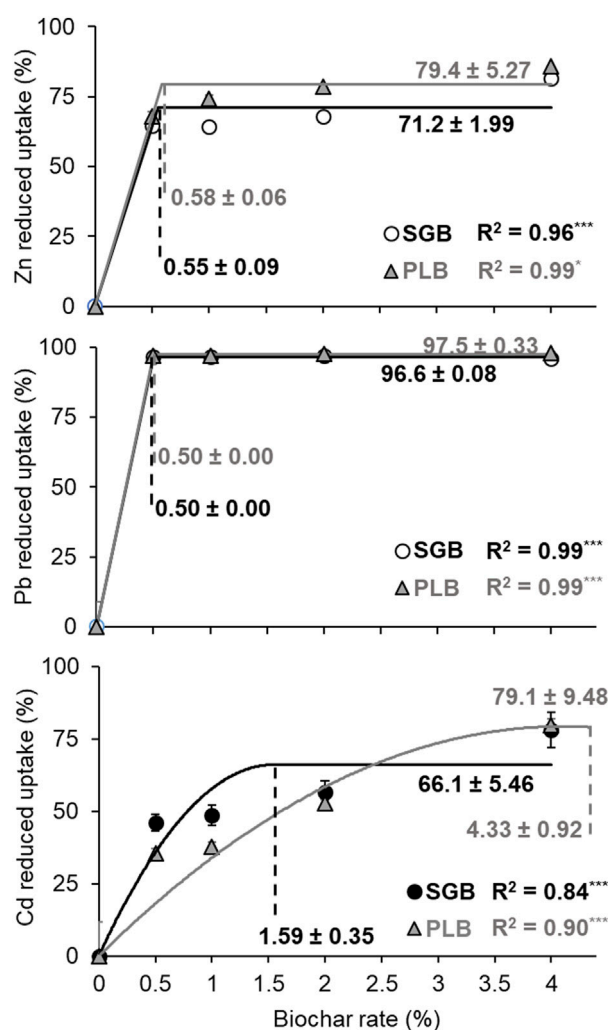 Zn reduced uptake (%)
100
75
50
25
0
79.4 ± 5.27
71.2 ± 1.99
0.58 ± 0.06
0.55 ± 0.09
SGB R² = 0.96***
PLB R² = 0.99*
Pb reduced uptake (%)
100
75
50
25
0
97.5 ± 0.33
96.6 ± 0.08
0.50 ± 0.00
0.50 ± 0.00
SGB R² = 0.99***
PLB R² = 0.99***
Cd reduced uptake (%)
100
75
50
25
0
79.1 ± 9.48
66.1 ± 5.46
4.33 ± 0.92
1.59 ± 0.35
SGB R² = 0.84***
PLB R² = 0.90***
0 0.5 1 1.5 2 2.5 3 3.5 4
Biochar rate (%)